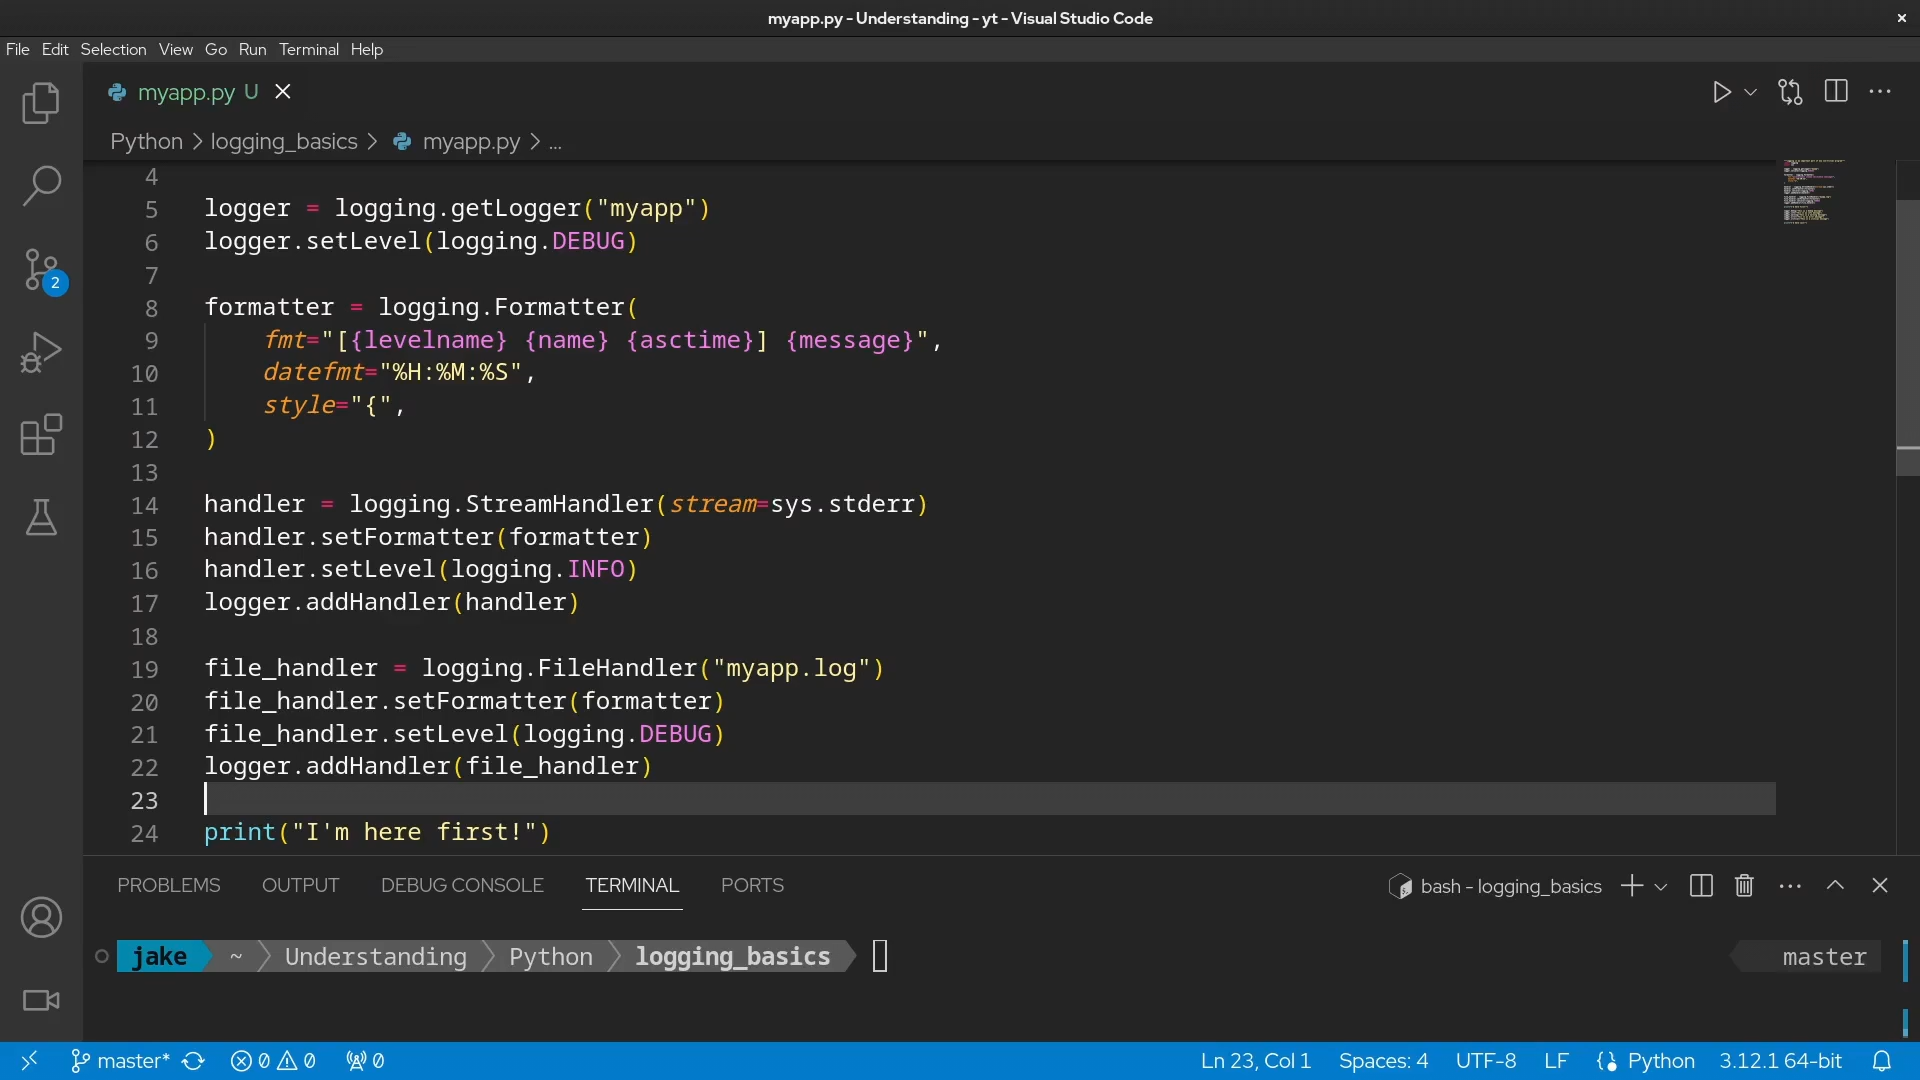 myapp.py - Understanding - yt - Visual Studio Code
File Edit Selection View Go Run Terminal Help
myapp.py U
Python > logging_basics > myapp.py > ...
4
5 logger = logging.getLogger("myapp")
6 logger.setLevel(logging.DEBUG)
7
8 formatter = logging.Formatter(
9 fmt="[{levelname} {name} {asctime}] {message}",
10 datefmt="%H:%M:%S",
11 style="{",
12 )
13
14 handler = logging.StreamHandler(stream=sys.stderr)
15 handler.setFormatter(formatter)
16 handler.setLevel(logging.INFO)
17 logger.addHandler(handler)
18
19 file_handler = logging.FileHandler("myapp.log")
20 file_handler.setFormatter(formatter)
21 file_handler.setLevel(logging.DEBUG)
22 logger.addHandler(file_handler)
23
24 print("I'm here first!")
2
PROBLEMS OUTPUT DEBUG CONSOLE TERMINAL PORTS bash - logging_basics
jake ~ Understanding Python logging_basics master
master* 0 0 0 Ln 23, Col 1 Spaces: 4 UTF-8 LF Python 3.12.1 64-bit